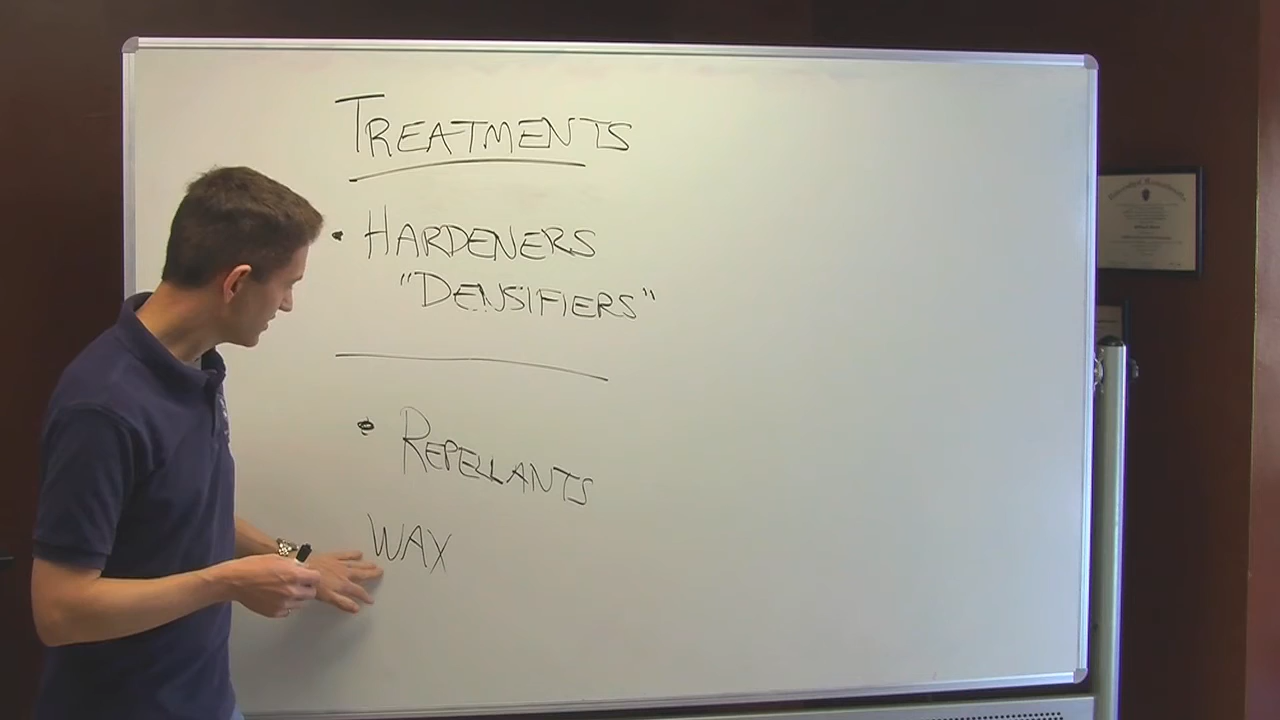 TREATMENTS
• HARDENERS
"DENSIFIERS"
• REPELLANTS
WAX